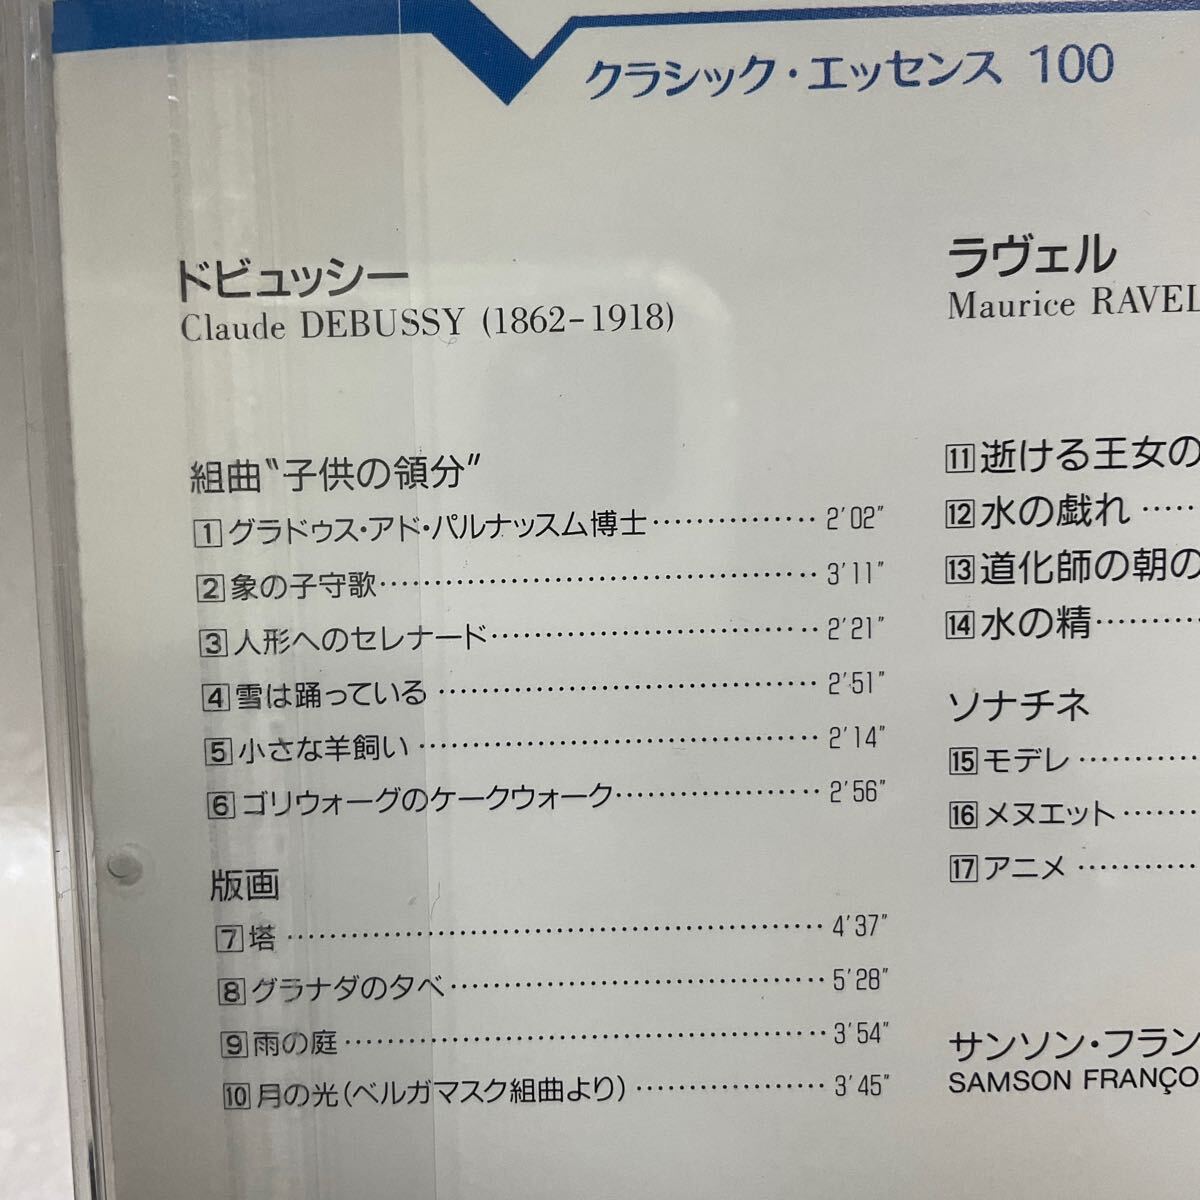 クラシック・エッセンス 100
ドビュッシー
Claude DEBUSSY (1862-1918)
組曲〝子供の領分〟
1 グラドゥス・アド・パルナッスム博士 2'02"
2 象の子守歌 3'11"
3 人形へのセレナード 2'21"
4 雪は踊っている 2'51"
5 小さな羊飼い 2'14"
6 ゴリウォーグのケークウォーク 2'56"
版画
7 塔 4'37"
8 グラナダの夕べ 5'28"
9 雨の庭 3'54"
10 月の光(ベルガマスク組曲より) 3'45"
ラヴェル
Maurice RAVEL
11 逝ける王女の
12 水の戯れ
13 道化師の朝の
14 水の精
ソナチネ
15 モデレ
16 メヌエット
17 アニメ
サンソン・フラン
SAMSON FRANÇO